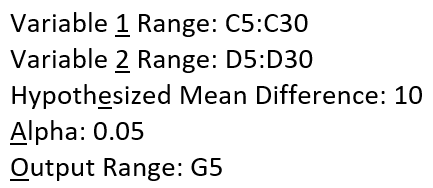 Variable 1 Range: C5:C30
Variable 2 Range: D5:D30
Hypothesized Mean Difference: 10
Alpha: 0.05
Output Range: G5